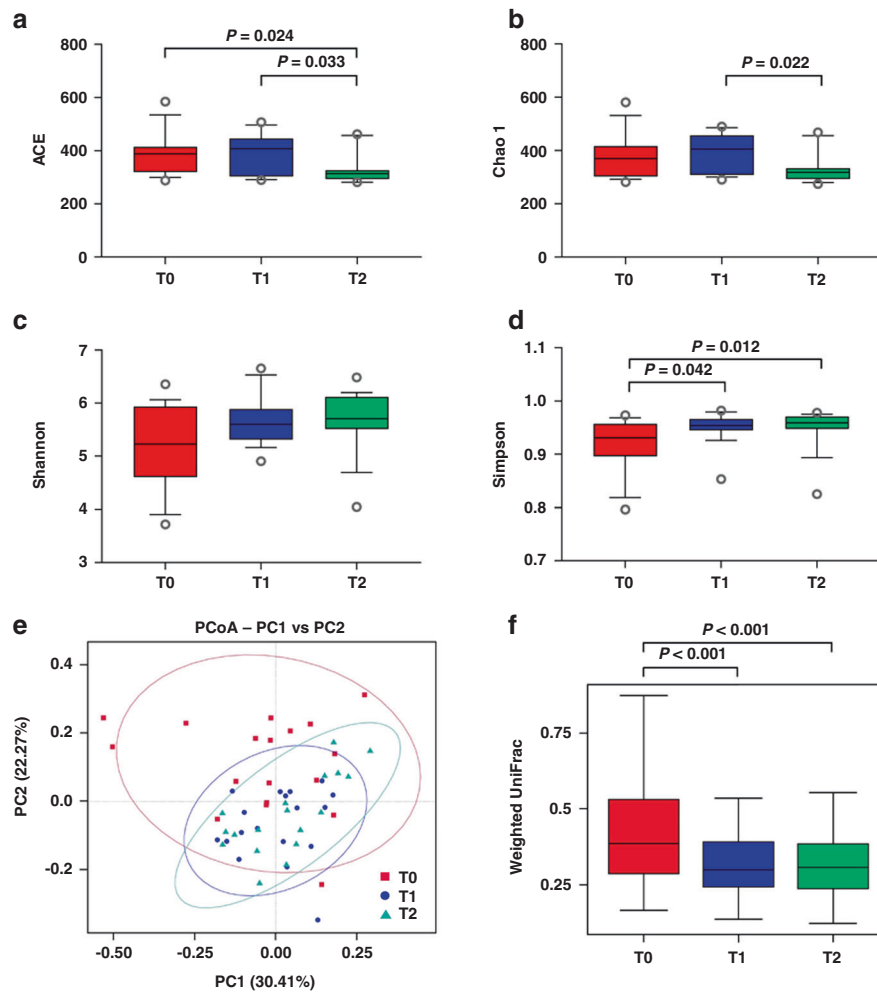 a
800
600
400
200
0
ACE
P = 0.024
P = 0.033
T0 T1 T2
b
800
600
400
200
0
Chao 1
P = 0.022
T0 T1 T2
c
7
6
5
4
3
Shannon
T0 T1 T2
d
1.1
1.0
0.9
0.8
0.7
Simpson
P = 0.012
P = 0.042
T0 T1 T2
e
PCoA – PC1 vs PC2
0.4
0.2
0.0
-0.2
PC2 (22.27%)
T0
T1
T2
-0.50 -0.25 0.00 0.25
PC1 (30.41%)
f
P < 0.001
P < 0.001
0.75
0.5
0.25
Weighted UniFrac
T0 T1 T2